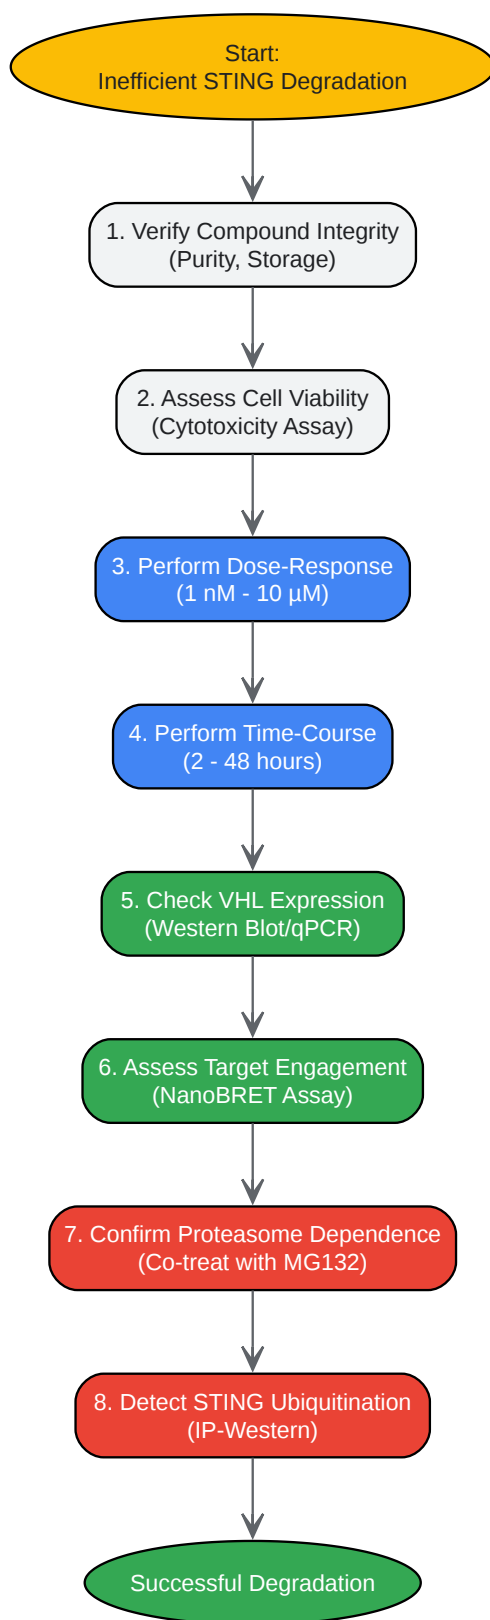 Start:
Inefficient STING Degradation
1. Verify Compound Integrity
(Purity, Storage)
2. Assess Cell Viability
(Cytotoxicity Assay)
3. Perform Dose-Response
(1 nM - 10 µM)
4. Perform Time-Course
(2 - 48 hours)
5. Check VHL Expression
(Western Blot/qPCR)
6. Assess Target Engagement
(NanoBRET Assay)
7. Confirm Proteasome Dependence
(Co-treat with MG132)
8. Detect STING Ubiquitination
(IP-Western)
Successful Degradation